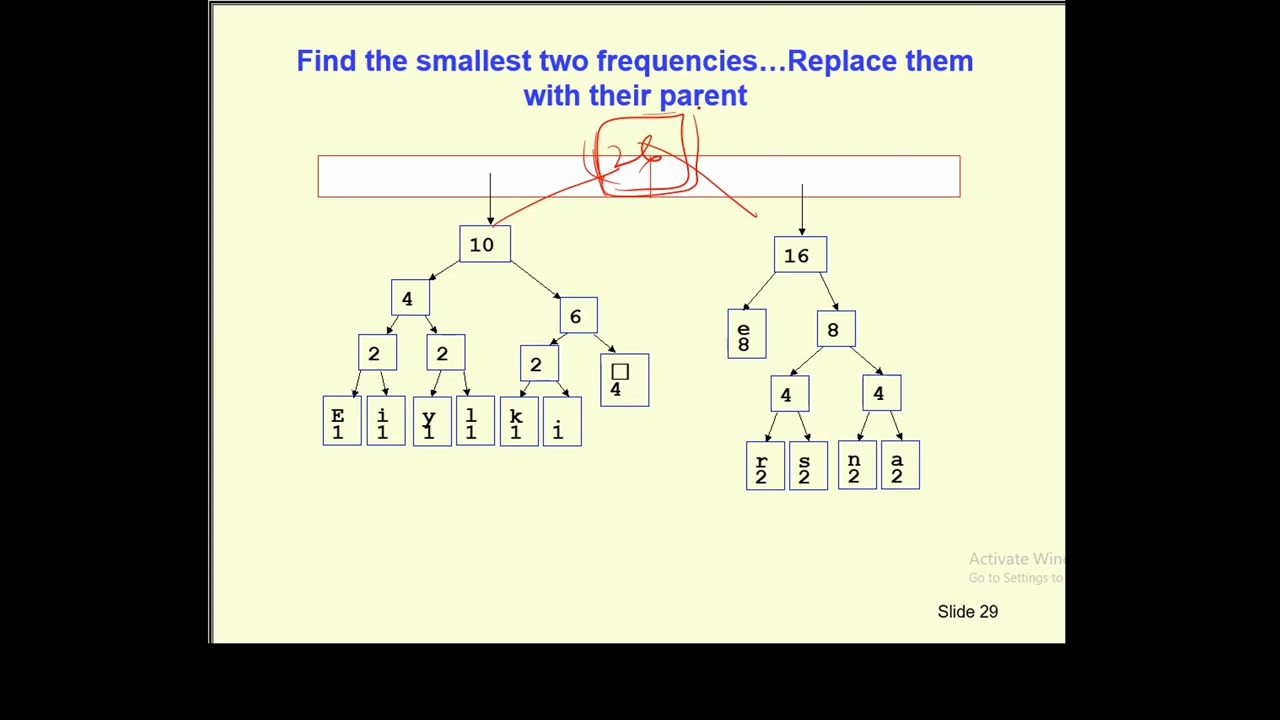 Find the smallest two frequencies…Replace them
with their parent
26
10
16
4
6
e
8
8
2
2
2
□
4
4
4
E
1
i
1
y
1
l
1
k
1
.
1
r
2
s
2
n
2
a
2
Activate Win
Go to Settings to
Slide 29